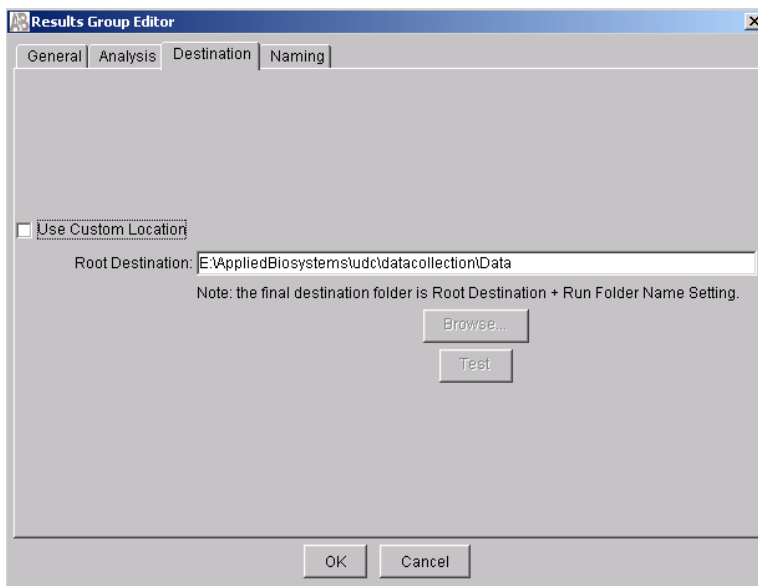 AB Results Group Editor
General Analysis Destination Naming
Use Custom Location
Root Destination: E:\AppliedBiosystems\udc\datacollection\Data
Note: the final destination folder is Root Destination + Run Folder Name Setting.
Browse...
Test
OK Cancel